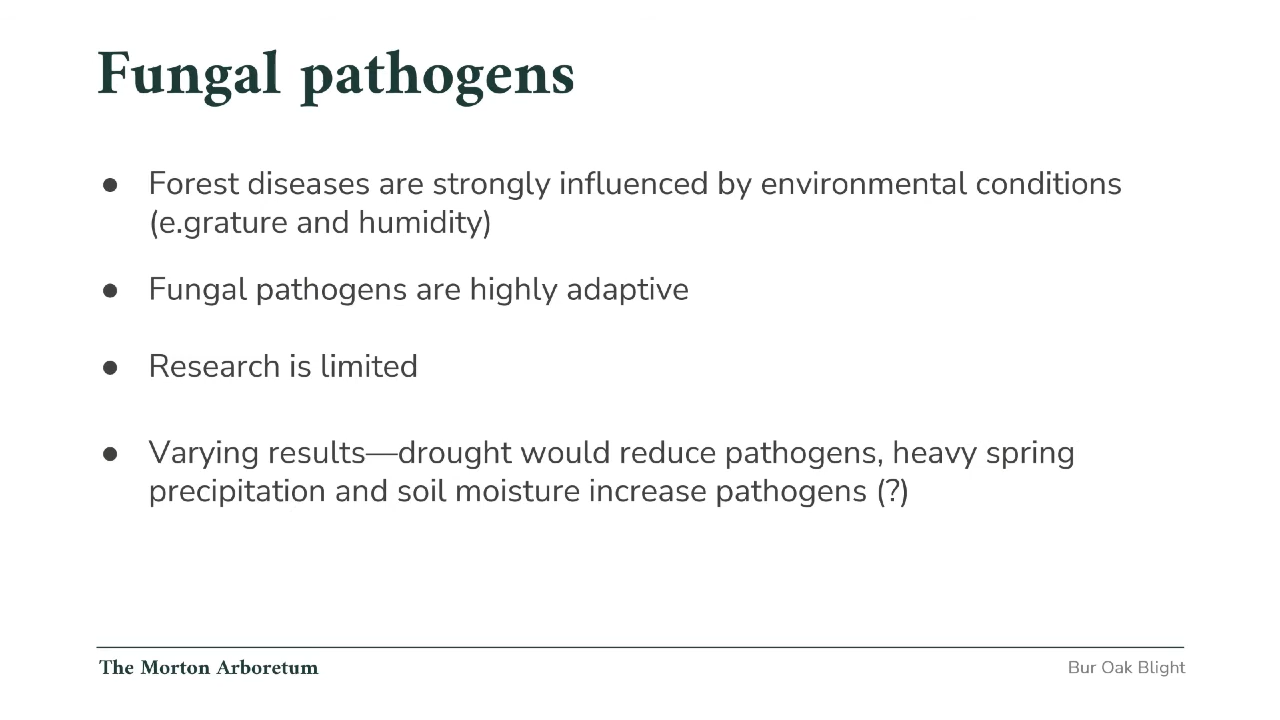 Fungal pathogens
● Forest diseases are strongly influenced by environmental conditions
(e.grature and humidity)
● Fungal pathogens are highly adaptive
● Research is limited
● Varying results—drought would reduce pathogens, heavy spring
precipitation and soil moisture increase pathogens (?)
The Morton Arboretum
Bur Oak Blight